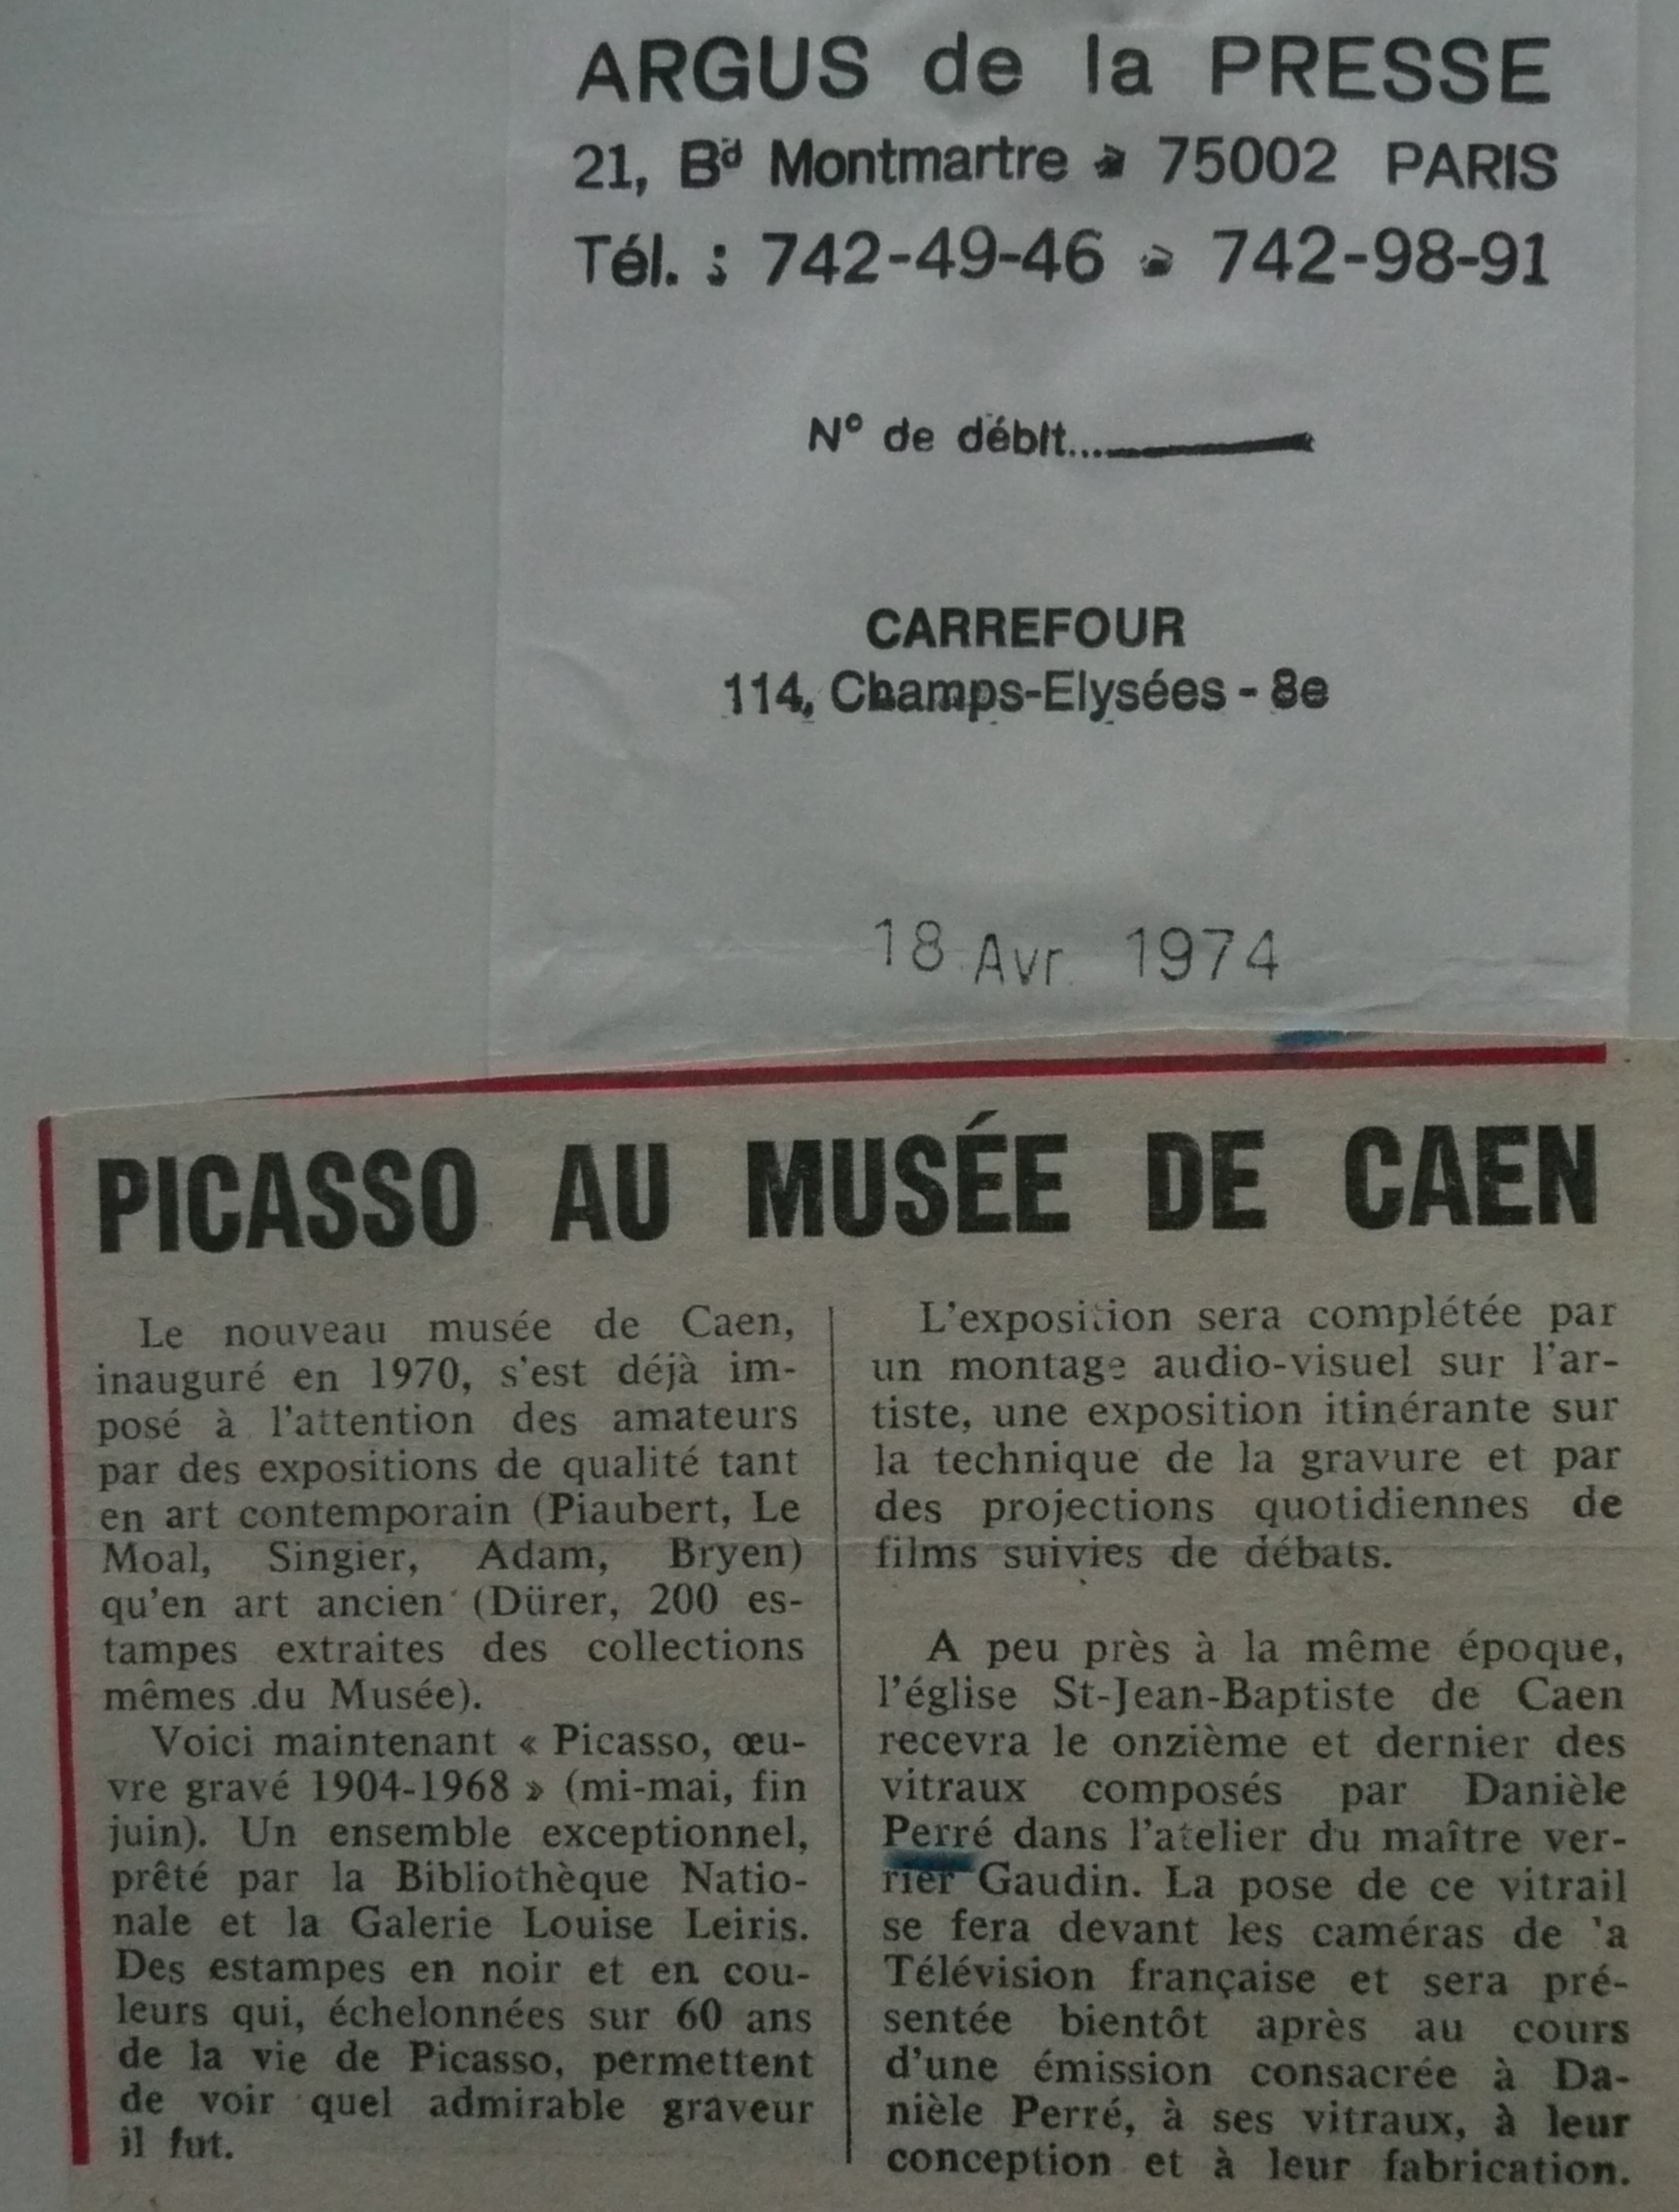 ARGUS de la PRESSE
21, Bd Montmartre - 75002 PARIS
Tél. : 742-49-46 - 742-98-91
N° de débit....
CARREFOUR
114, Champs-Elysées - 8e
18 Avr 1974
PICASSO AU MUSÉE DE CAEN
Le nouveau musée de Caen,
inauguré en 1970, s'est déjà im-
posé à l'attention des amateurs
par des expositions de qualité tant
en art contemporain (Piaubert, Le
Moal, Singier, Adam, Bryen)
qu'en art ancien (Dürer, 200 es-
tampes extraites des collections
mêmes du Musée).
Voici maintenant « Picasso, œu-
vre gravé 1904-1968 » (mi-mai, fin
juin). Un ensemble exceptionnel,
prêté par la Bibliothèque Natio-
nale et la Galerie Louise Leiris.
Des estampes en noir et en cou-
leurs qui, échelonnées sur 60 ans
de la vie de Picasso, permettent
de voir quel admirable graveur
il fut.
L'exposition sera complétée par
un montage audio-visuel sur l'ar-
tiste, une exposition itinérante sur
la technique de la gravure et par
des projections quotidiennes de
films suivies de débats.
A peu près à la même époque,
l'église St-Jean-Baptiste de Caen
recevra le onzième et dernier des
vitraux composés par Danièle
Perré dans l'atelier du maître ver-
rier Gaudin. La pose de ce vitrail
se fera devant les caméras de 'a
Télévision française et sera pré-
sentée bientôt après au cours
d'une émission consacrée à Da-
nièle Perré, à ses vitraux, à leur
conception et à leur fabrication.